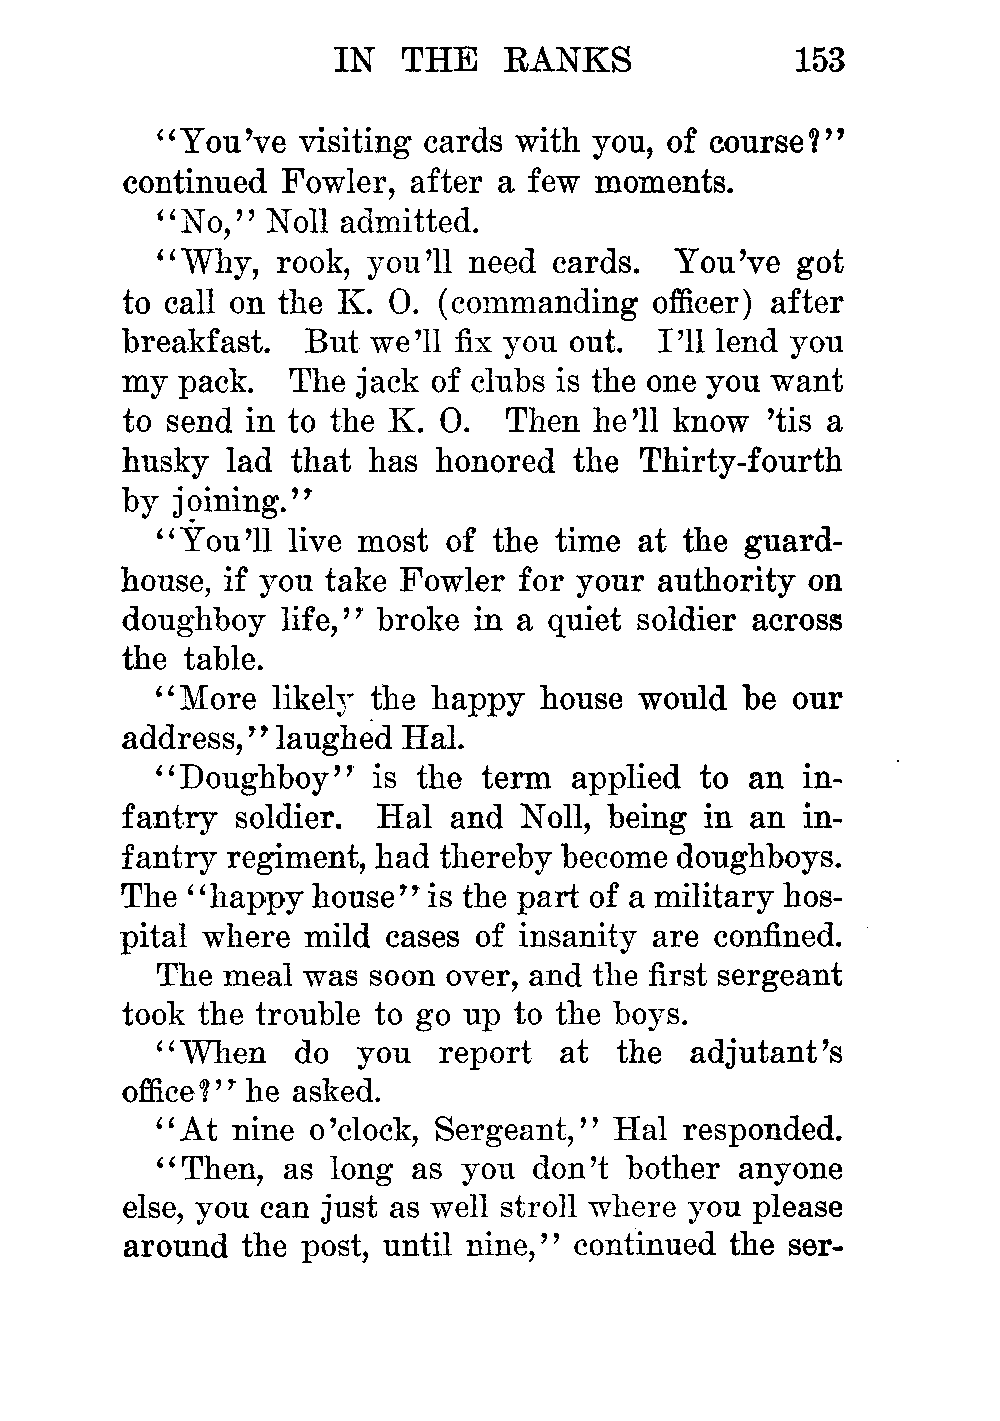 IN THE RANKS 153
"You've visiting cards with you, of course?"
continued Fowler, after a few moments.
"No," Noll admitted.
"Why, rook, you'll need cards. You've got
to call on the K. O. (commanding officer) after
breakfast. But we'll fix you out. I'll lend you
my pack. The jack of clubs is the one you want
to send in to the K. O. Then he'll know 'tis a
husky lad that has honored the Thirty-fourth
by joining."
"You'll live most of the time at the guard-
house, if you take Fowler for your authority on
doughboy life," broke in a quiet soldier across
the table.
"More likely the happy house would be our
address," laughed Hal.
"Doughboy" is the term applied to an in-
fantry soldier. Hal and Noll, being in an in-
fantry regiment, had thereby become doughboys.
The "happy house" is the part of a military hos-
pital where mild cases of insanity are confined.
The meal was soon over, and the first sergeant
took the trouble to go up to the boys.
"When do you report at the adjutant's
office?" he asked.
"At nine o'clock, Sergeant," Hal responded.
"Then, as long as you don't bother anyone
else, you can just as well stroll where you please
around the post, until nine," continued the ser-